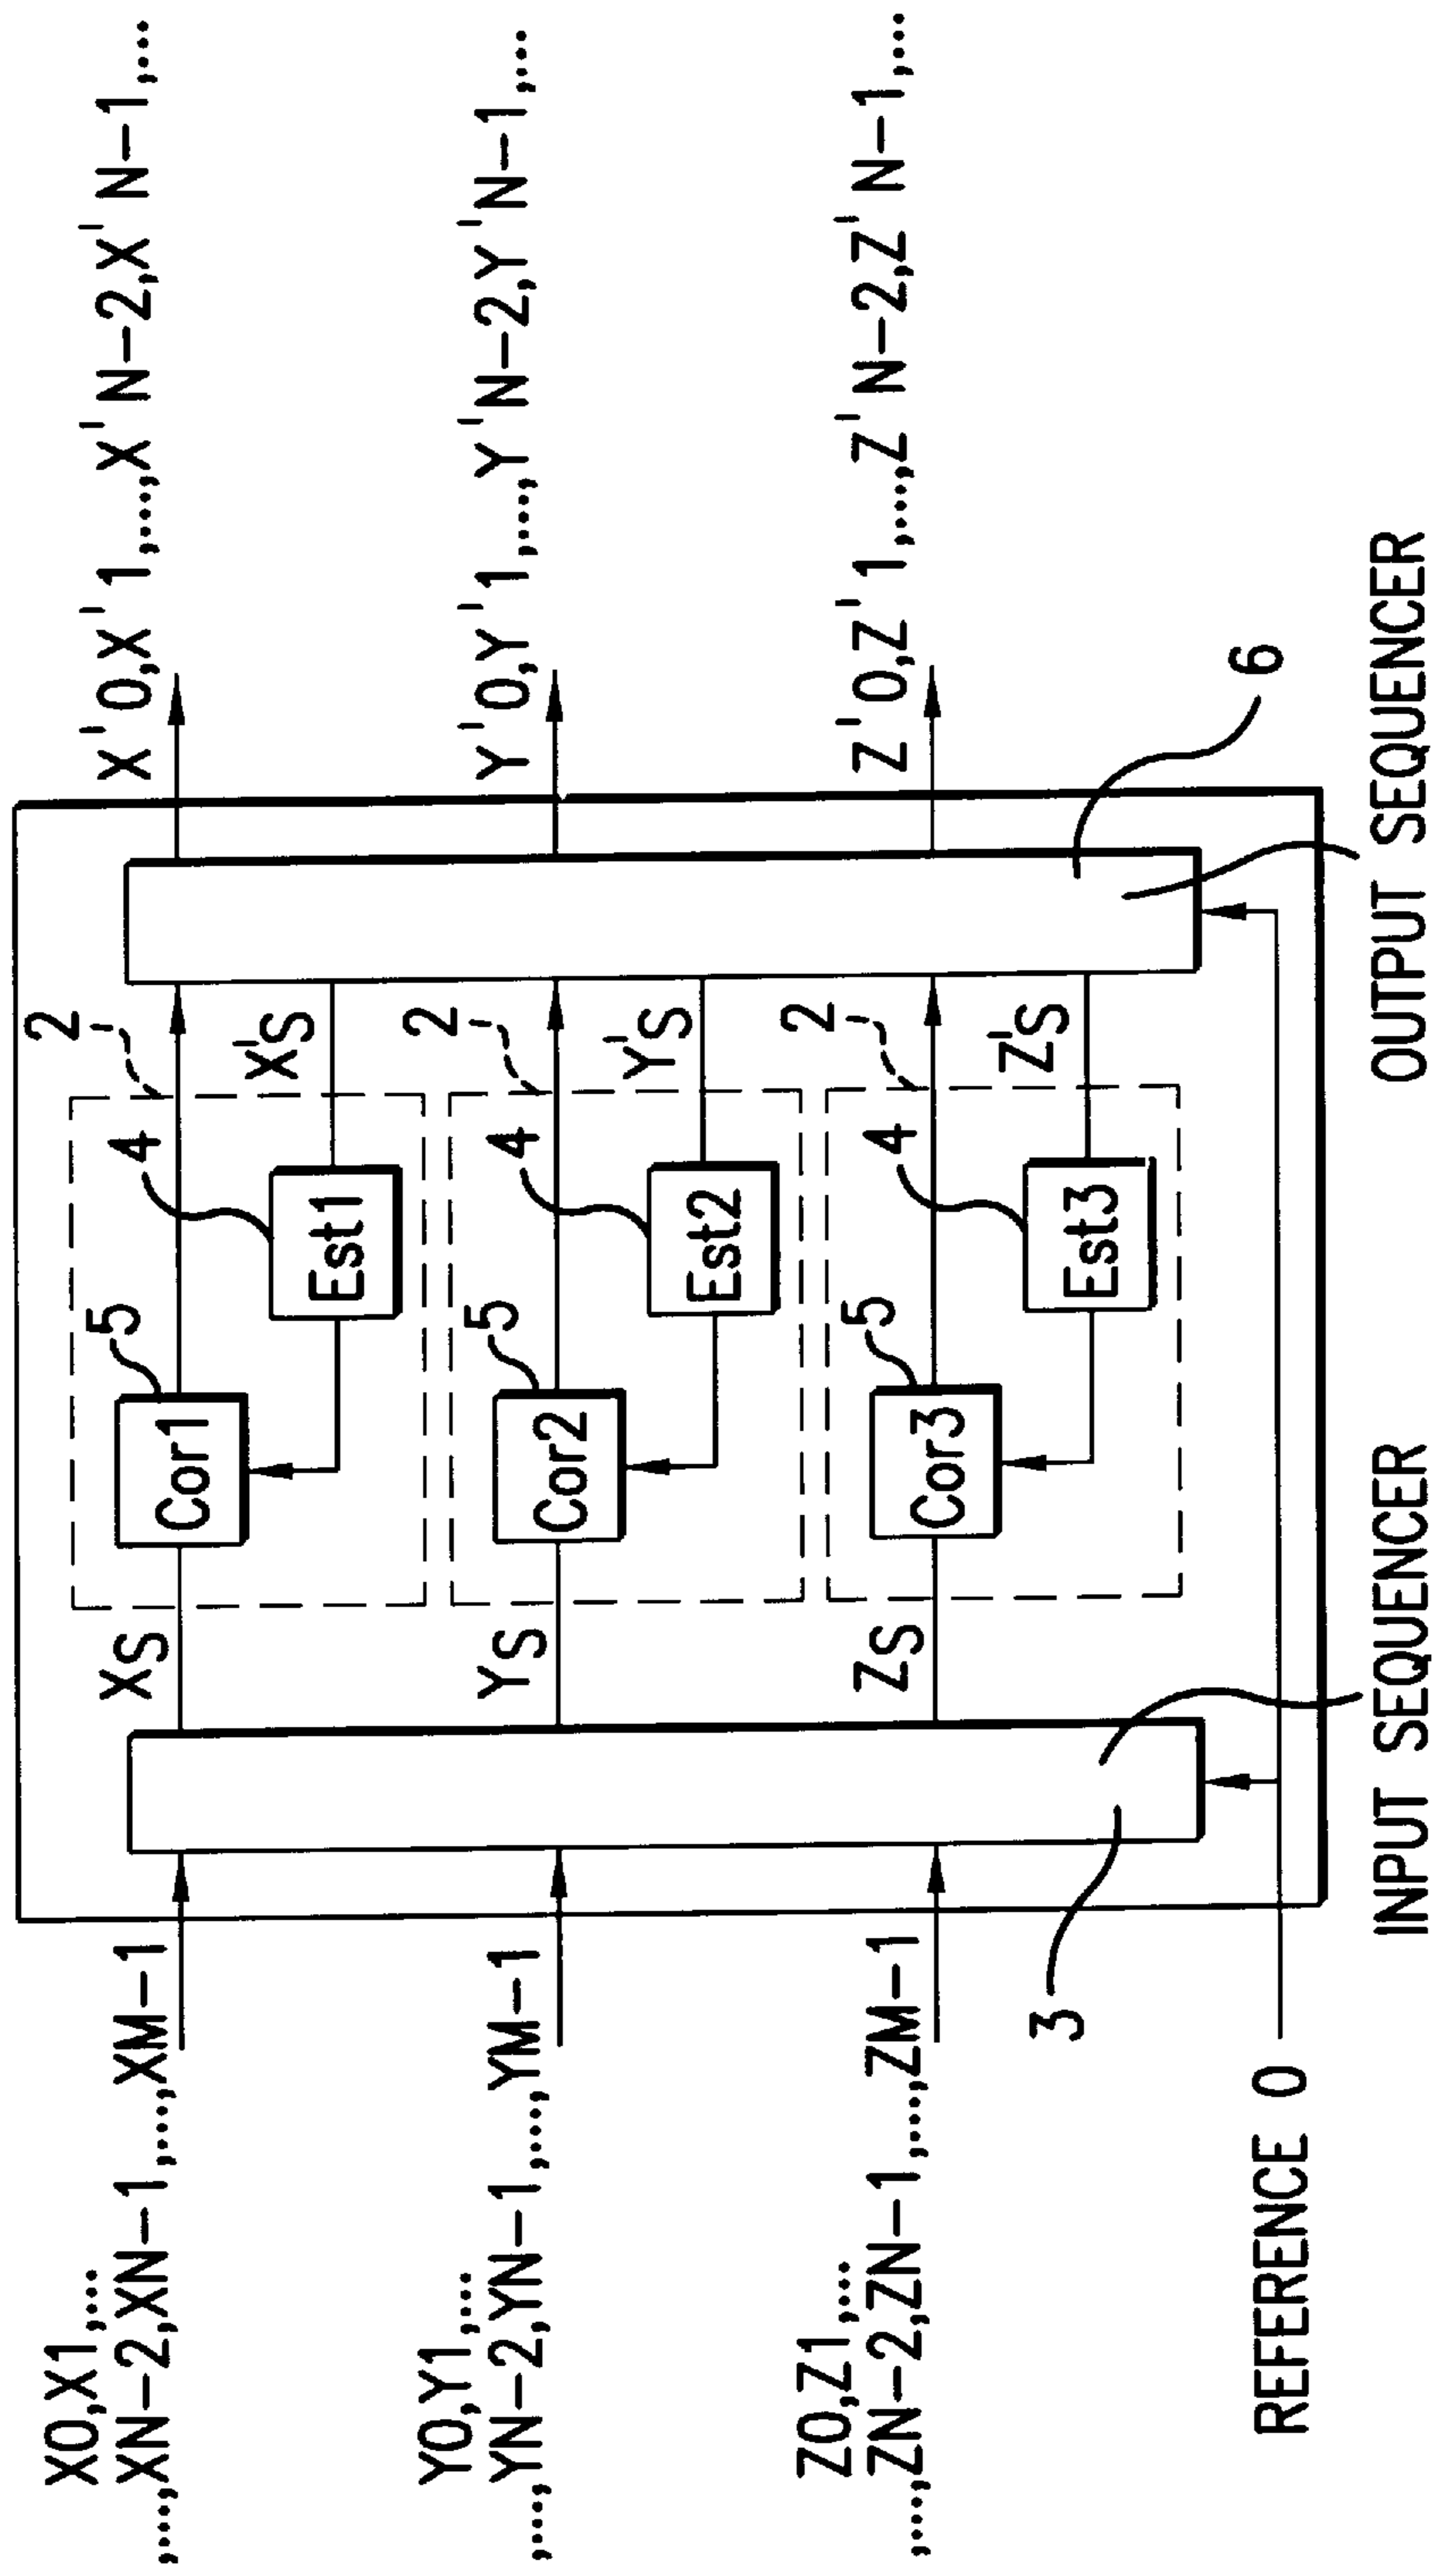 X0,X1,...
,...,XN-2,XN-1,...,XM-1
Y0,Y1,...
,...,YN-2,YN-1,...,YM-1
Z0,Z1,...
,...,ZN-2,ZN-1,...,ZM-1
REFERENCE 0
3
INPUT SEQUENCER
XS
YS
ZS
Cor1
5
Est1
4
2
X'S
Cor2
5
Est2
4
2
Y'S
Cor3
5
Est3
4
2
Z'S
6
OUTPUT SEQUENCER
X'0,X'1,...,X'N-2,X'N-1,...
Y'0,Y'1,...,Y'N-2,Y'N-1,...
Z'0,Z'1,...,Z'N-2,Z'N-1,...